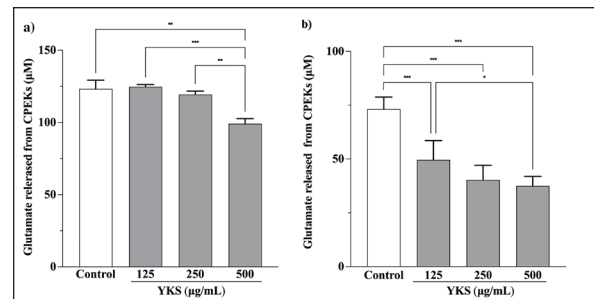 a)
Glutamate relerased from CPEKs (µM)
150
100
50
0
**
***
**
Control
125
250
500
YKS (µg/mL)
b)
Glutamate released from CPEKs (µM)
100
50
0
***
***
***
*
Control
125
250
500
YKS (µg/mL)